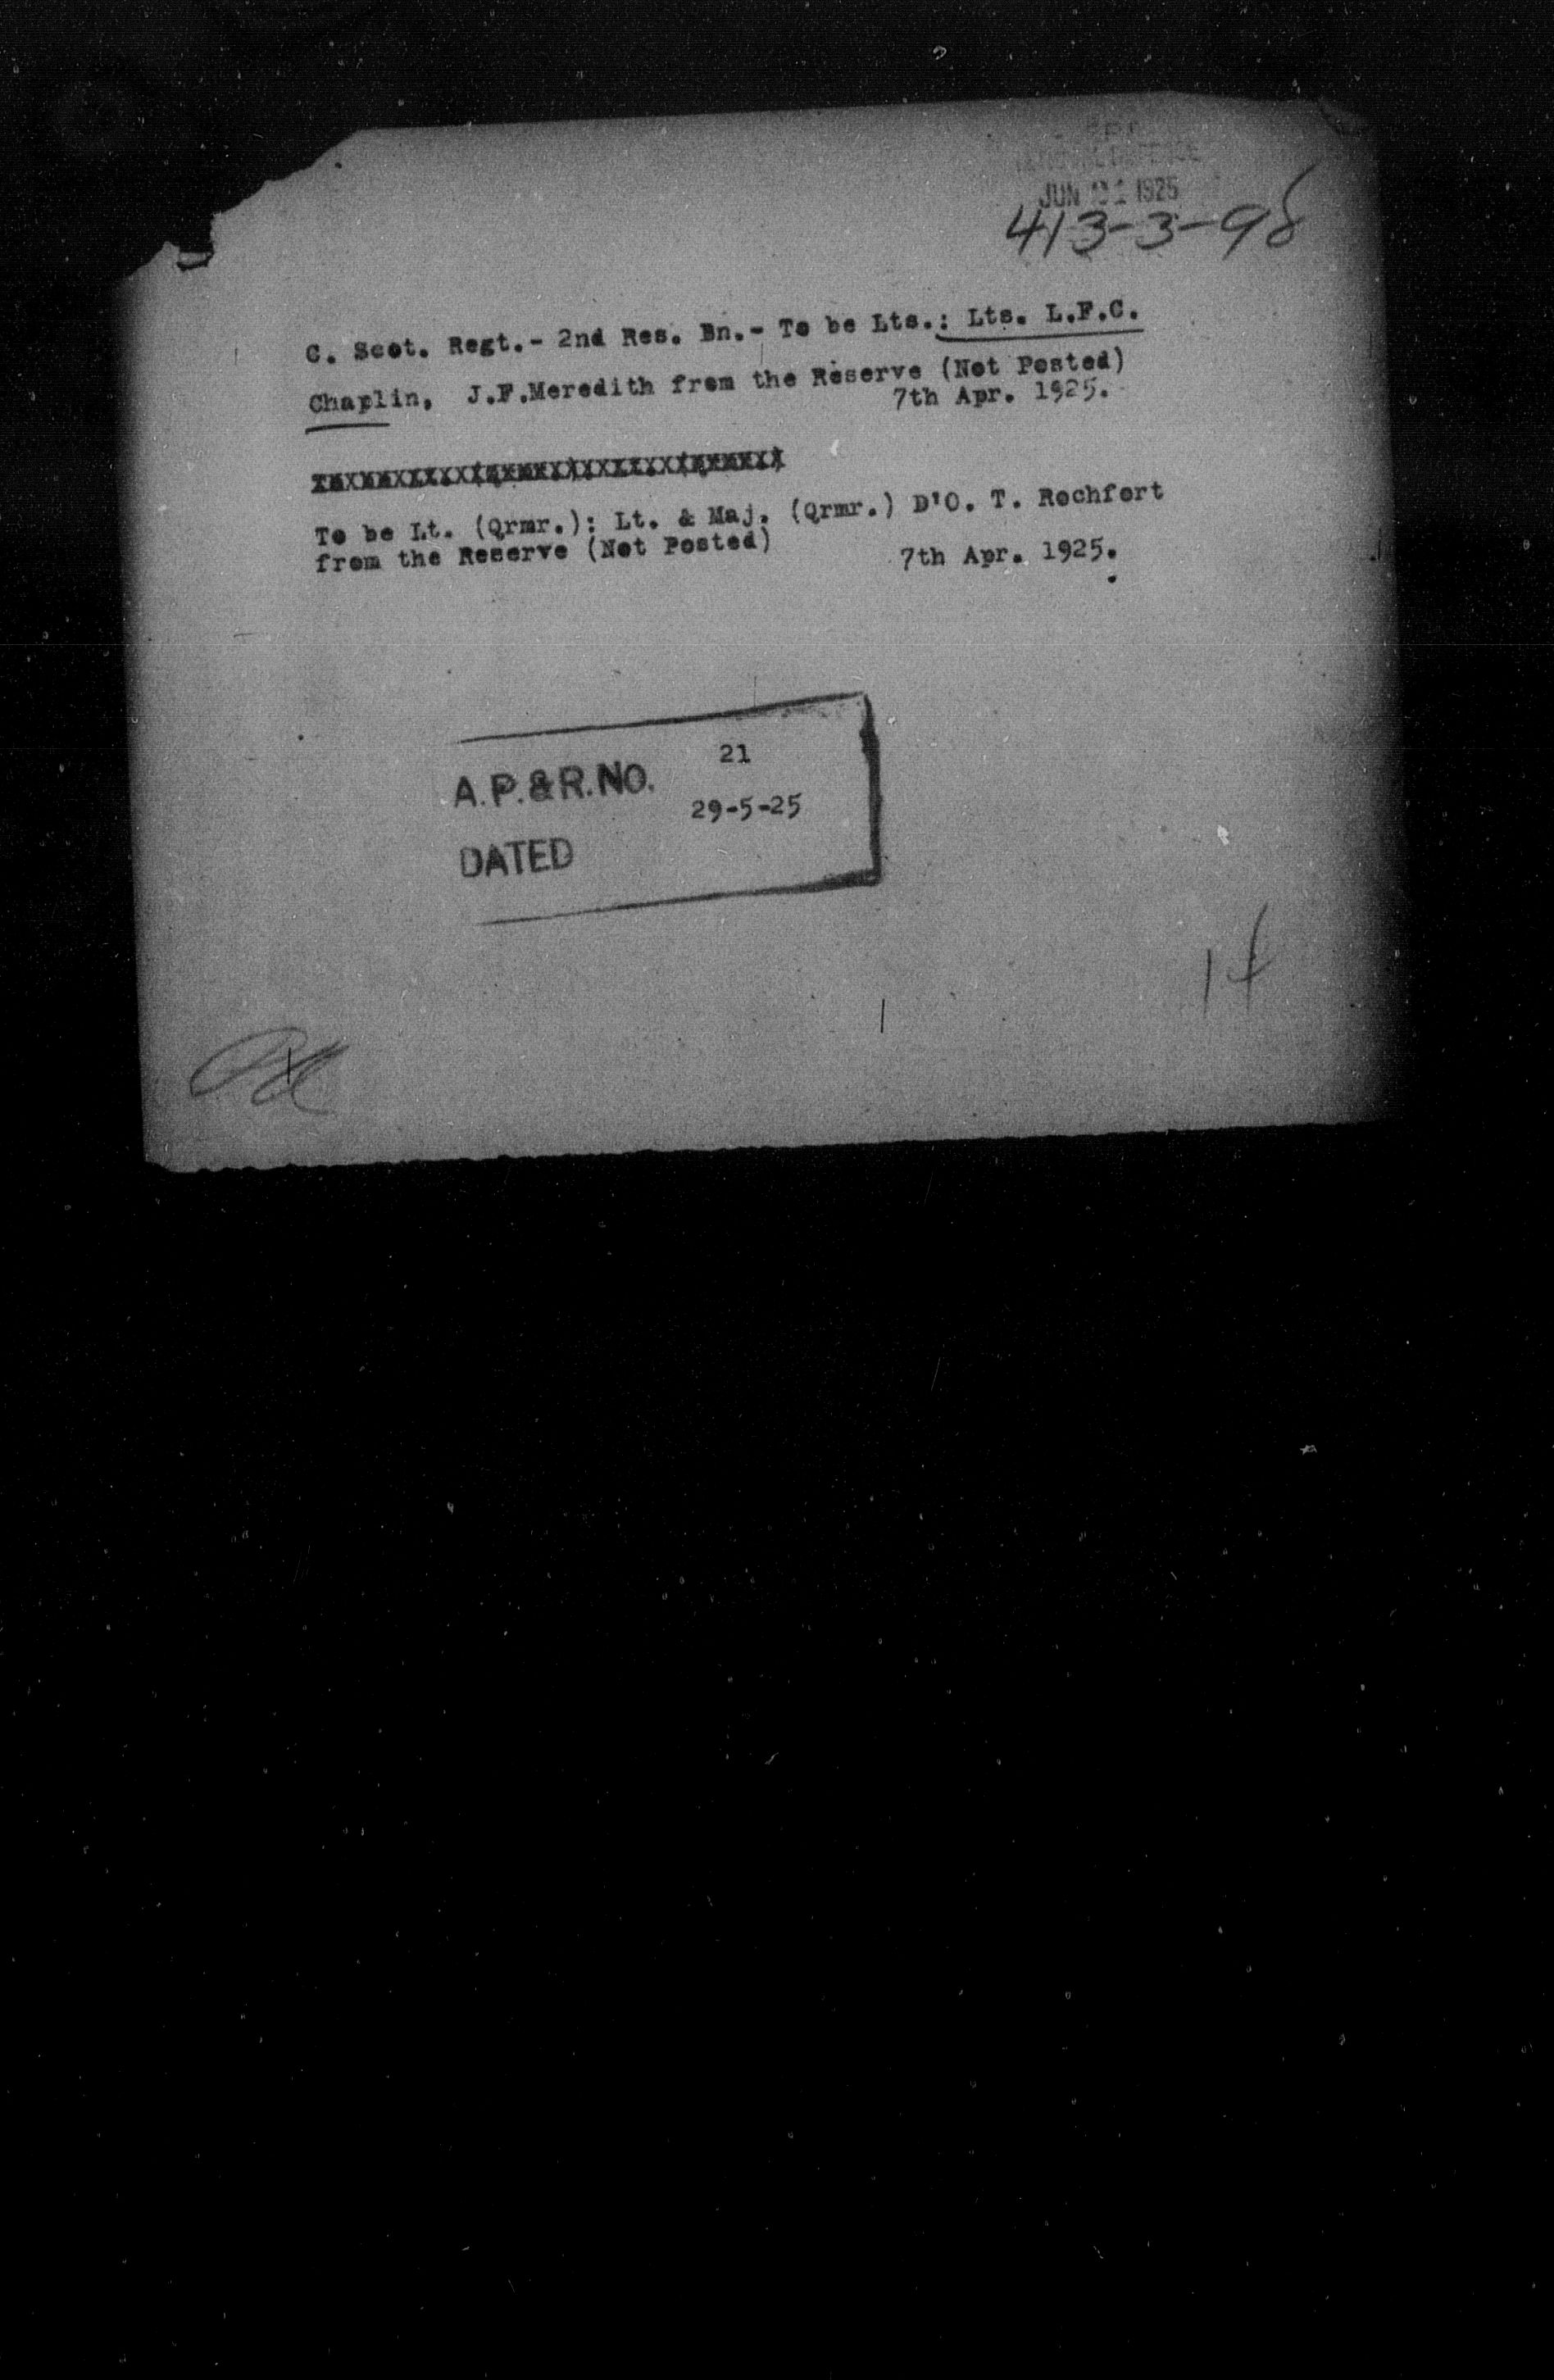 NATIONAL DEFENCE
JUN 1925
413-3-98
C. Scot. Regt.- 2nd Res. Bn.- To be Lts.: Lts. L.F.C.
Chaplin, J.F.Meredith from the Reserve (Not Posted)
7th Apr. 1925.
To be Lt. (Qrmr.): Lt. & Maj. (Qrmr.) D'O. T. Rochfort
from the Reserve (Not Posted)
7th Apr. 1925.
21
A.P.&R.NO.
29-5-25
DATED